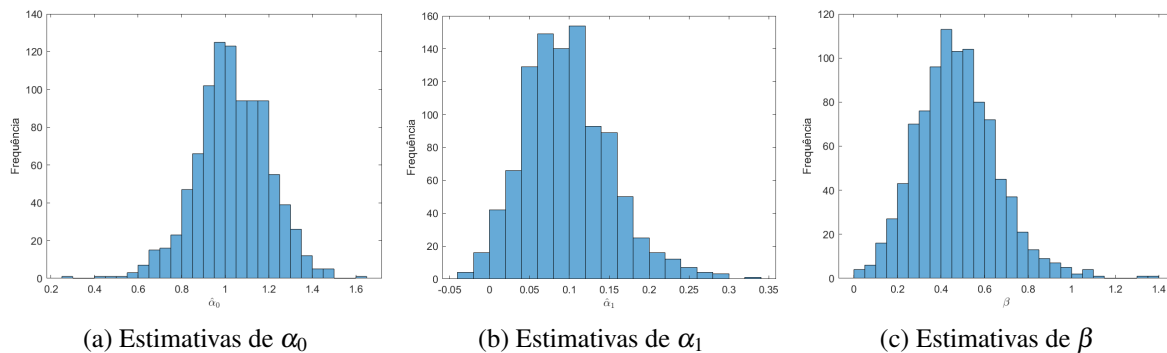 140
120
100
80
60
40
20
0
Frequência
0.2 0.4 0.6 0.8 1 1.2 1.4 1.6
α̂₀
(a) Estimativas de α₀
160
140
120
100
80
60
40
20
0
Frequência
-0.05 0 0.05 0.1 0.15 0.2 0.25 0.3 0.35
α̂₁
(b) Estimativas de α₁
120
100
80
60
40
20
0
Frequência
0 0.2 0.4 0.6 0.8 1 1.2 1.4
β
(c) Estimativas de β